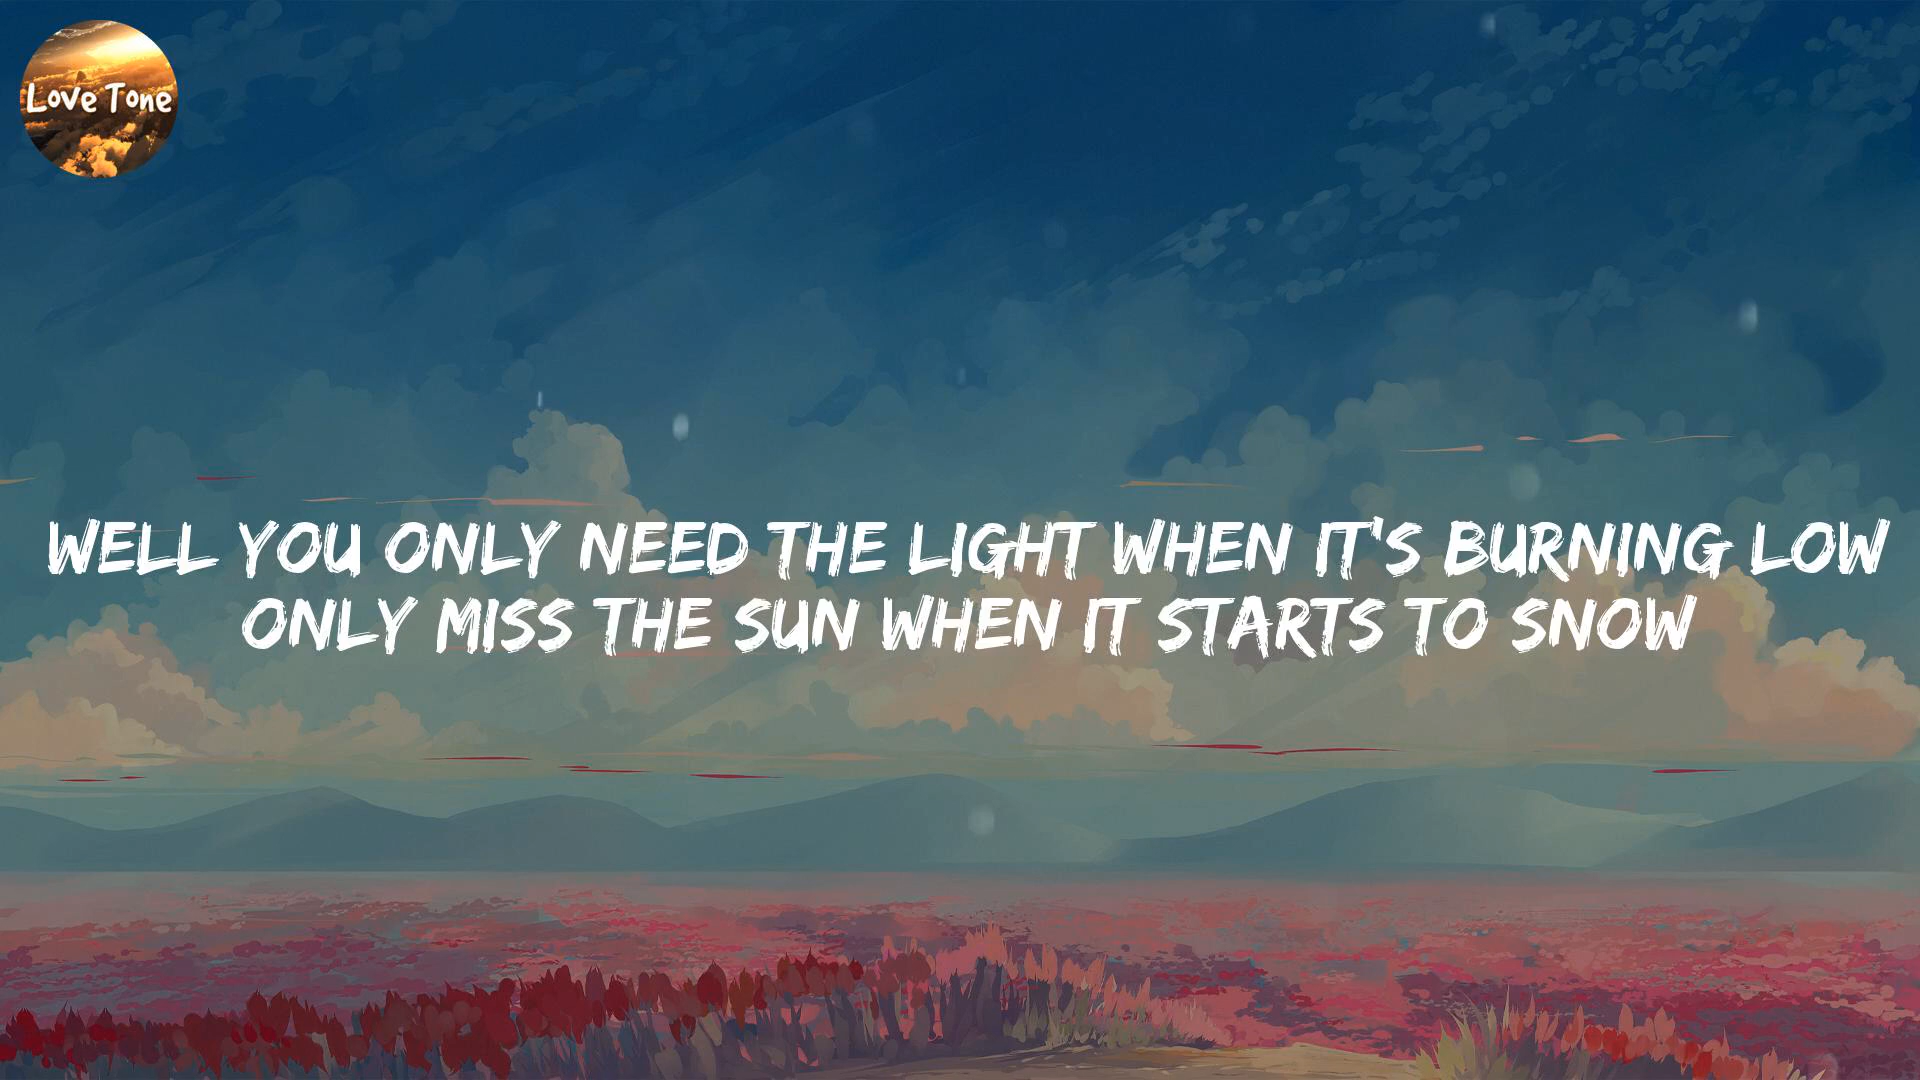 Love Tone
WELL YOU ONLY NEED THE LIGHT WHEN IT'S BURNING LOW
ONLY MISS THE SUN WHEN IT STARTS TO SNOW